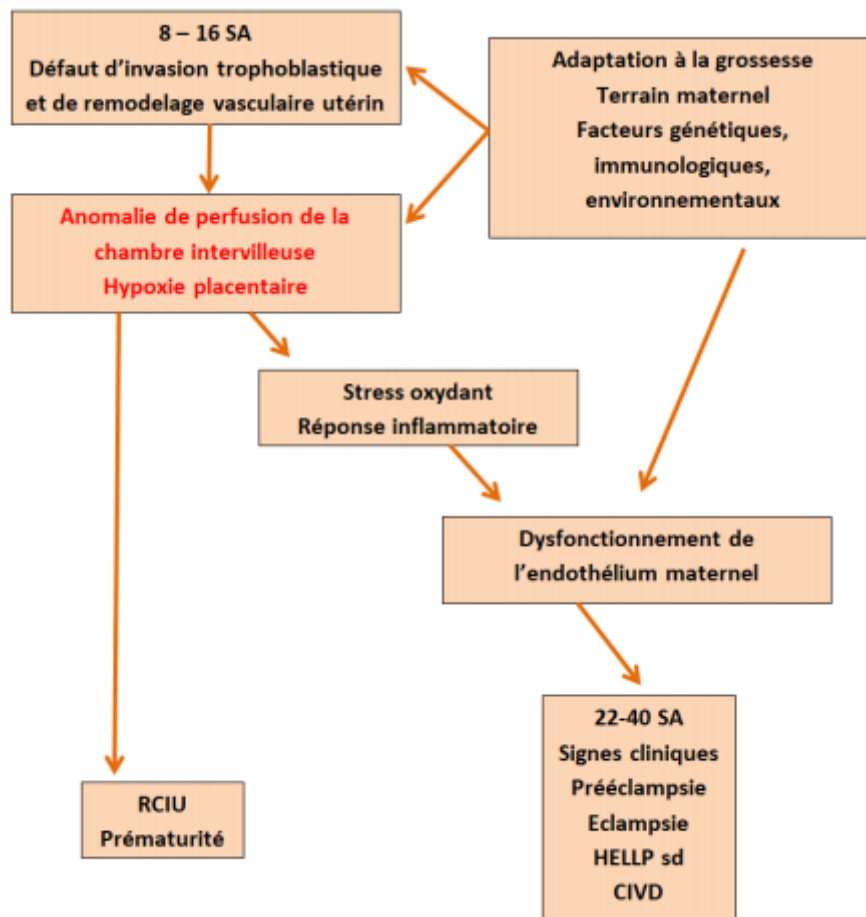 8 – 16 SA
Défaut d’invasion trophoblastique
et de remodelage vasculaire utérin
Adaptation à la grossesse
Terrain maternel
Facteurs génétiques,
immunologiques,
environnementaux
Anomalie de perfusion de la
chambre intervilleuse
Hypoxie placentaire
Stress oxydant
Réponse inflammatoire
Dysfonctionnement de
l’endothélium maternel
22-40 SA
Signes cliniques
Prééclampsie
Eclampsie
HELLP sd
CIVD
RCIU
Prématurité